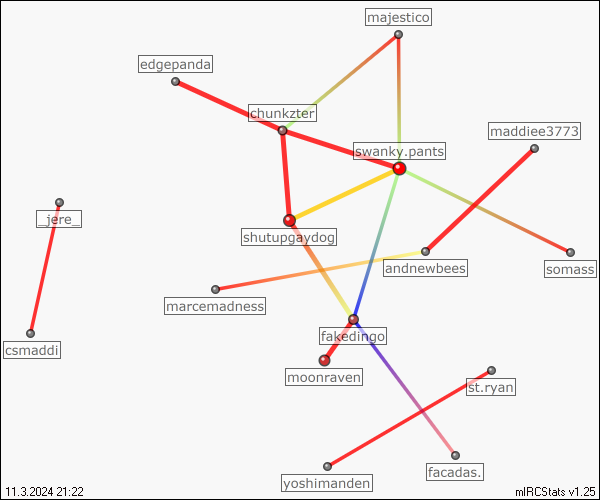 majestico
edgepanda
chunkzter
maddiee3773
swanky.pants
_jere_
shutupgaydog
andnewbees
somass
marcemadness
fakedingo
csmaddi
moonraven
st.ryan
facadas.
yoshimanden
11.3.2024 21:22
mIRCStats v1.25